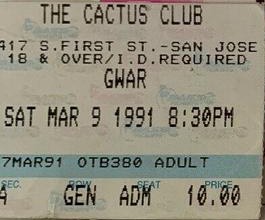 THE CACTUS CLUB
417 S.FIRST ST.-SAN JOSE
18 & OVER/I.D.REQUIRED
GWAR
SAT MAR 9 1991 8:30PM
7MAR91 OTB380 ADULT
SEC. ROW SEAT PRICE
A GEN ADM 10.00